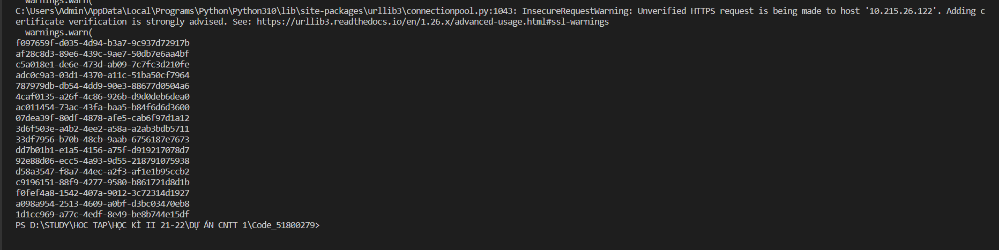 warnings.warn(
C:\Users\Admin\AppData\Local\Programs\Python\Python310\lib\site-packages\urllib3\connectionpool.py:1043: InsecureRequestWarning: Unverified HTTPS request is being made to host '10.215.26.122'. Adding c
ertificate verification is strongly advised. See: https://urllib3.readthedocs.io/en/1.26.x/advanced-usage.html#ssl-warnings
  warnings.warn(
f097659f-d035-4d94-b3a7-9c937d72917b
af28c8d3-89e6-439c-9ae7-50db7e6aa4bf
c5a018e1-de6e-473d-ab09-7c7fc3d210fe
adc0c9a3-03d1-4370-a11c-51ba50cf7964
787979db-db54-4dd9-90e3-88677d0504a6
4caf0135-a26f-4c86-926b-d9d0deb6dea0
ac011454-73ac-43fa-baa5-b84f6d6d3600
07dea39f-80df-4878-afe5-cab6f97d1a12
3d6f503e-a4b2-4ee2-a58a-a2ab3bdb5711
33df7956-b70b-48cb-9aab-6756187e7673
dd7b01b1-e1a5-4156-a75f-d919217078d7
92e88d06-ecc5-4a93-9d55-218791075938
d58a3547-f8a7-44ec-a2f3-af1e1b95ccb2
c9196151-88f9-4277-9580-b861721d8d1b
f0fef4a8-1542-407a-9012-3c72314d1927
a098a954-2513-4609-a0bf-d3bc03470eb8
1d1cc969-a77c-4edf-8e49-be8b744e15df
PS D:\STUDY\HOC TAP\HỌC KÌ II 21-22\DỰ ÁN CNTT 1\Code_51800279>